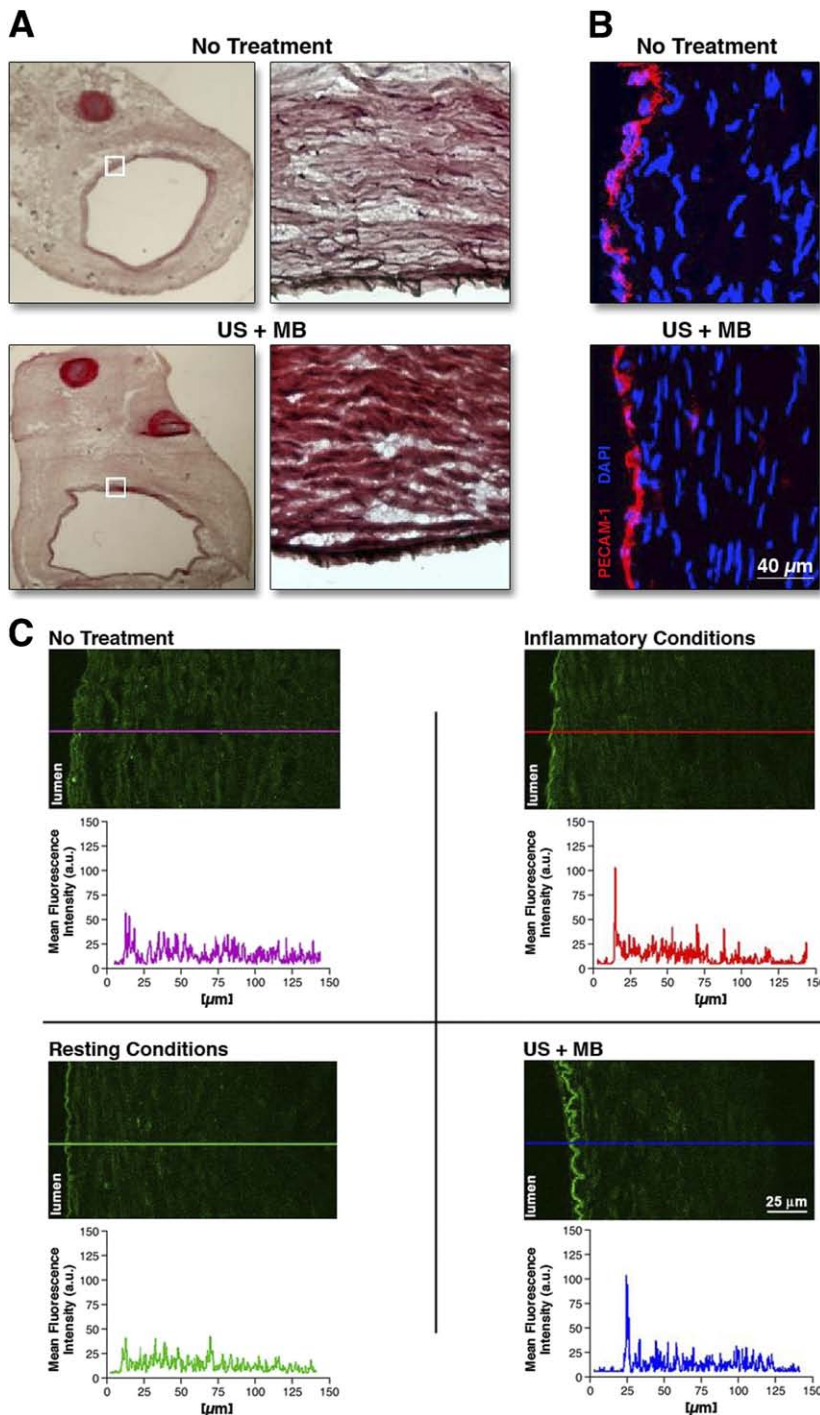 A
No Treatment
B
No Treatment
US + MB
US + MB
PECAM-1 DAPI
40 µm
C
No Treatment
lumen
Mean Fluorescence
Intensity (a.u.)
150
125
100
75
50
25
0
0 25 50 75 100 125 150
[µm]
Inflammatory Conditions
lumen
Mean Fluorescence
Intensity (a.u.)
150
125
100
75
50
25
0
0 25 50 75 100 125 150
[µm]
Resting Conditions
lumen
Mean Fluorescence
Intensity (a.u.)
150
125
100
75
50
25
0
0 25 50 75 100 125 150
[µm]
US + MB
lumen
25 µm
Mean Fluorescence
Intensity (a.u.)
150
125
100
75
50
25
0
0 25 50 75 100 125 150
[µm]